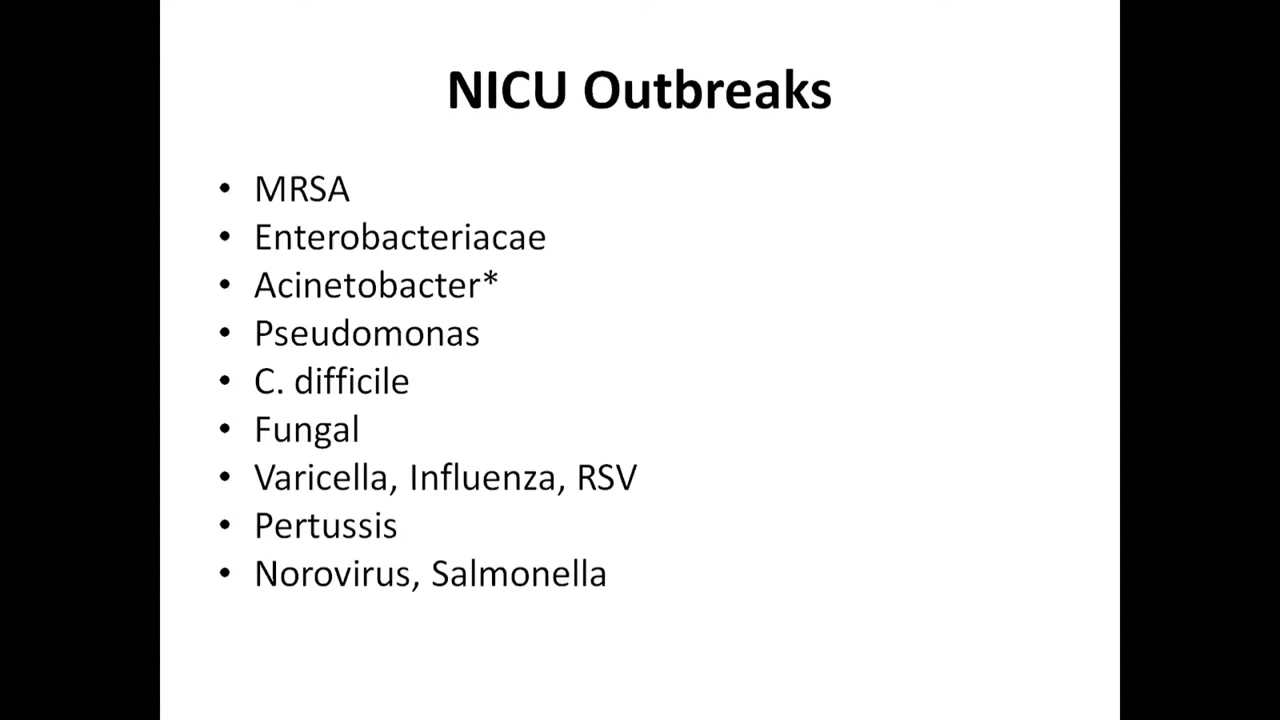 NICU Outbreaks
• MRSA
• Enterobacteriacae
• Acinetobacter*
• Pseudomonas
• C. difficile
• Fungal
• Varicella, Influenza, RSV
• Pertussis
• Norovirus, Salmonella